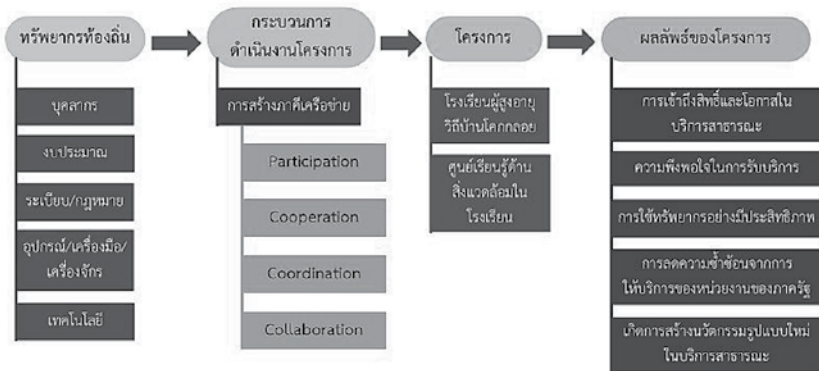 ทรัพยากรท้องถิ่น
บุคลากร
งบประมาณ
ระเบียบ/กฎหมาย
อุปกรณ์/เครื่องมือ/
เครื่องจักร
เทคโนโลยี
กระบวนการ
ดำเนินงานโครงการ
การสร้างภาคีเครือข่าย
Participation
Cooperation
Coordination
Collaboration
โครงการ
โรงเรียนผู้สูงอายุ
วิถีบ้านโคกกลอย
ศูนย์เรียนรู้ด้าน
สิ่งแวดล้อมใน
โรงเรียน
ผลลัพธ์ของโครงการ
การเข้าถึงสิทธิ์และโอกาสใน
บริการสาธารณะ
ความพึงพอใจในการรับบริการ
การใช้ทรัพยากรอย่างมีประสิทธิภาพ
การลดความซ้ำซ้อนจากการ
ให้บริการของหน่วยงานของภาครัฐ
เกิดการสร้างนวัตกรรมรูปแบบใหม่
ในบริการสาธารณะ